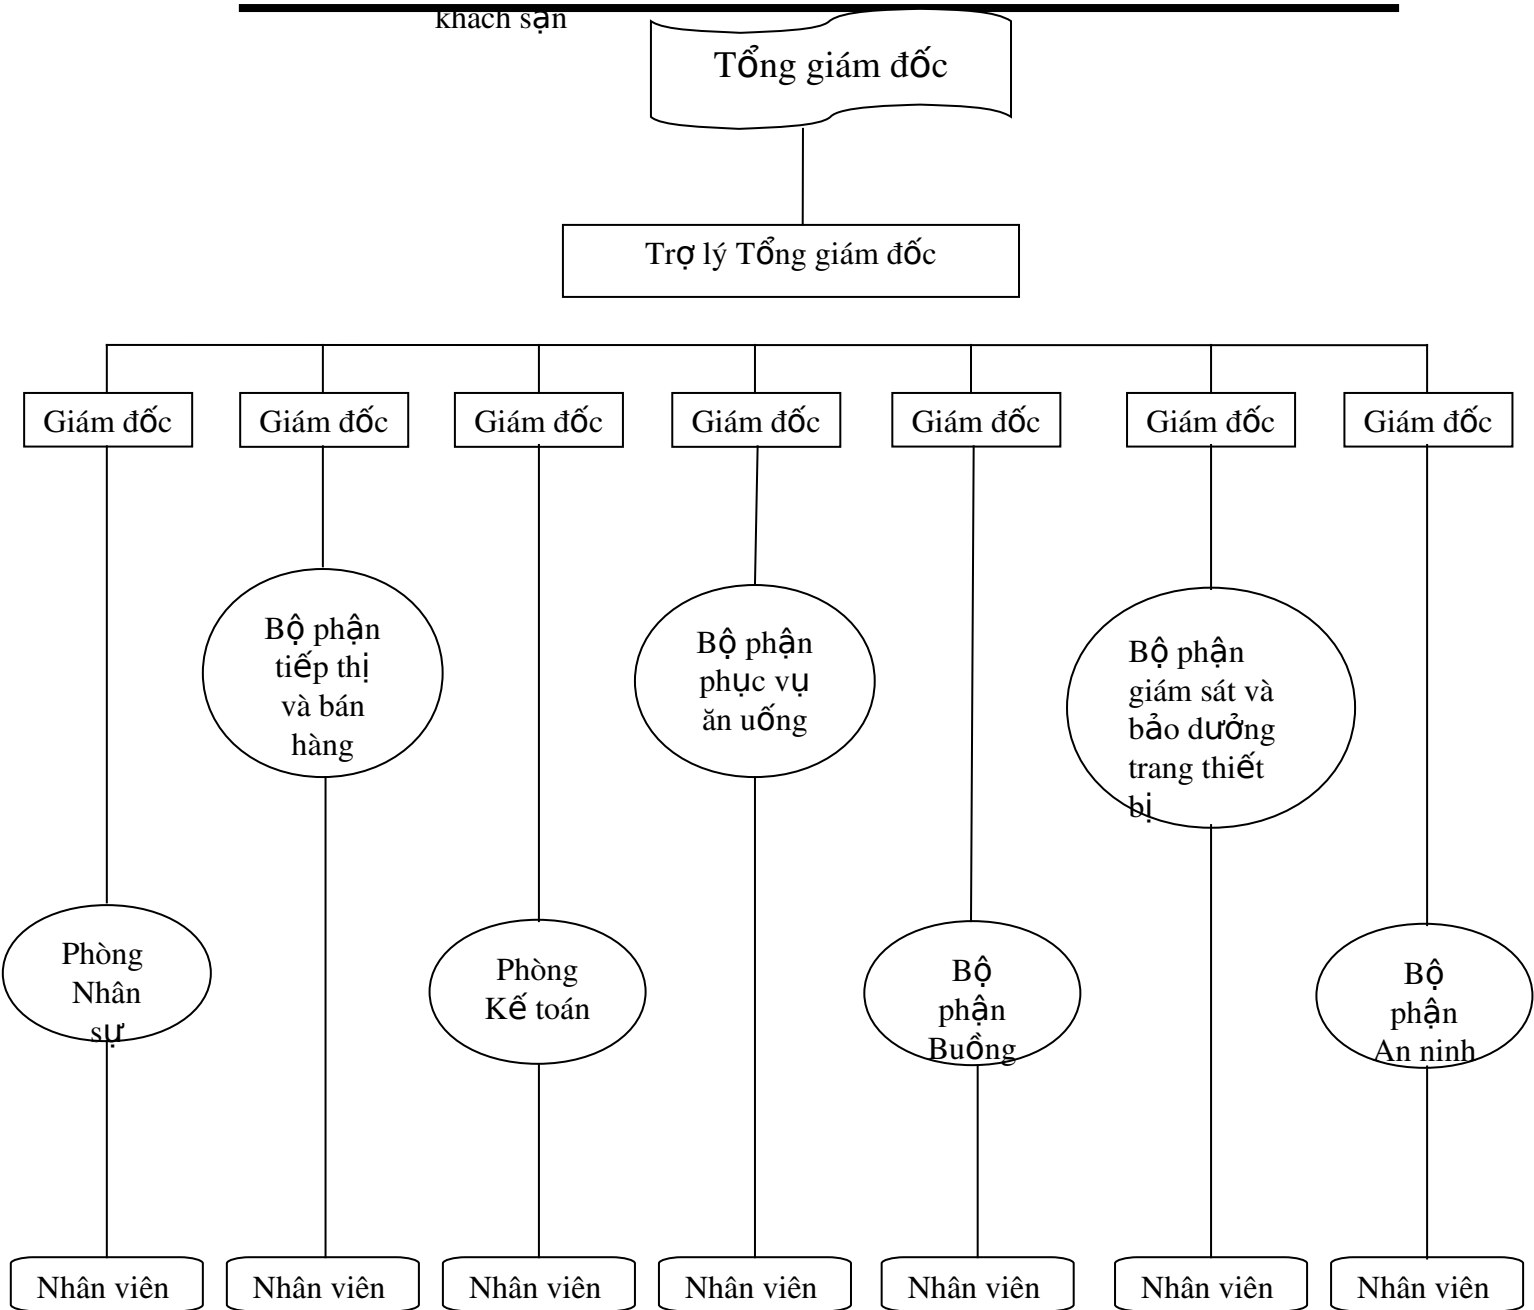 khách sạn
Tổng giám đốc
Trợ lý Tổng giám đốc
Giám đốc
Giám đốc
Giám đốc
Giám đốc
Giám đốc
Giám đốc
Giám đốc
Bộ phận
tiếp thị
và bán
hàng
Bộ phận
phục vụ
ăn uống
Bộ phận
giám sát và
bảo dưởng
trang thiết
bị
Phòng
Nhân
sự
Phòng
Kế toán
Bộ
phận
Buồng
Bộ
phận
An ninh
Nhân viên
Nhân viên
Nhân viên
Nhân viên
Nhân viên
Nhân viên
Nhân viên